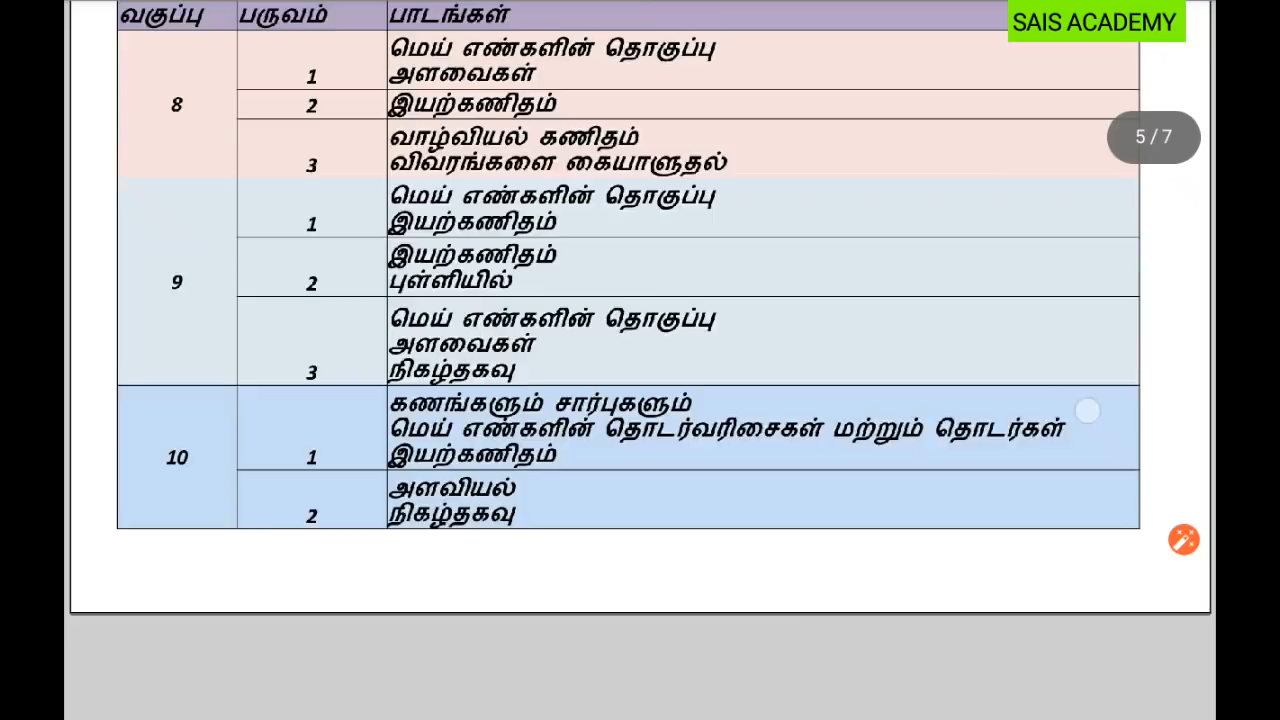 வகுப்பு பருவம் பாடங்கள்
SAIS ACADEMY
மெய் எண்களின் தொகுப்பு
அளவைகள்
1
8
2 இயற்கணிதம்
5 / 7
வாழ்வியல் கணிதம்
விவரங்களை கையாளுதல்
3
மெய் எண்களின் தொகுப்பு
இயற்கணிதம்
1
இயற்கணிதம்
புள்ளியில்
9
2
மெய் எண்களின் தொகுப்பு
அளவைகள்
நிகழ்தகவு
3
கணங்களும் சார்புகளும்
மெய் எண்களின் தொடர்வரிசைகள் மற்றும் தொடர்கள்
இயற்கணிதம்
10 1
அளவியல்
நிகழ்தகவு
2